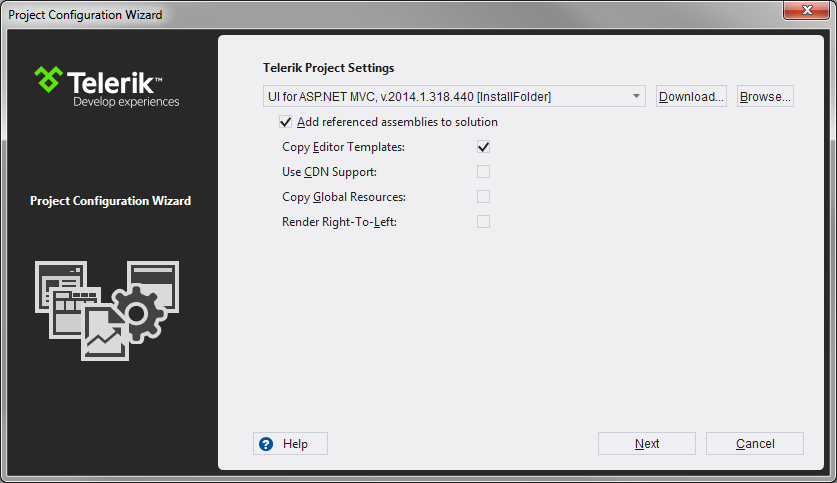 Project Configuration Wizard
Telerik™
Develop experiences
Project Configuration Wizard
Telerik Project Settings
UI for ASP.NET MVC, v.2014.1.318.440 [InstallFolder] Download... Browse...
Add referenced assemblies to solution
Copy Editor Templates:
Use CDN Support:
Copy Global Resources:
Render Right-To-Left:
? Help Next Cancel